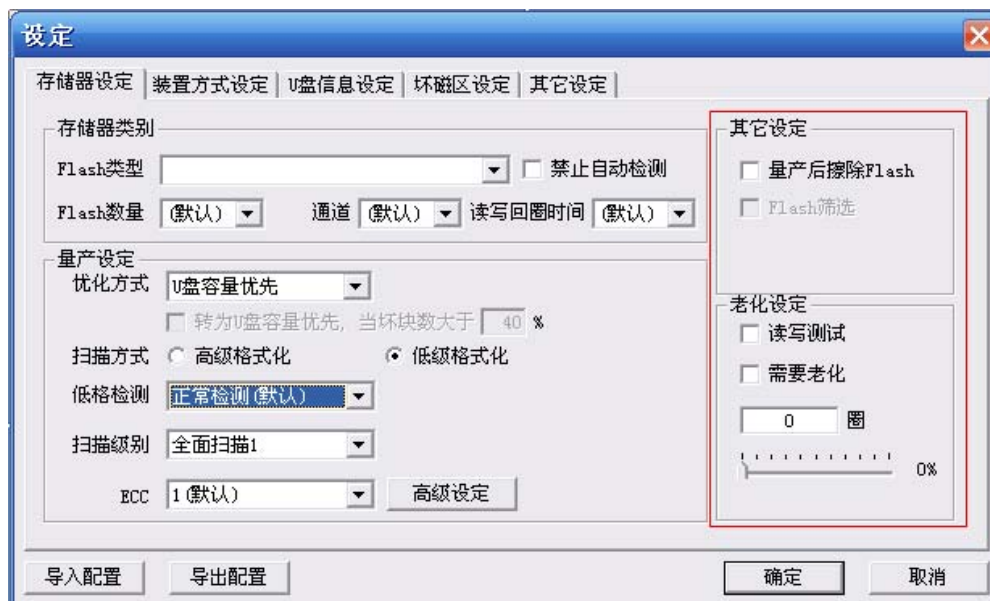 设定
存储器设定 装置方式设定 U盘信息设定 坏磁区设定 其它设定
存储器类别
Flash类型 禁止自动检测
Flash数量 (默认) 通道 (默认) 读写回圈时间 (默认)
量产设定
优化方式 U盘容量优先
转为U盘容量优先, 当坏块数大于 40 %
扫描方式 高级格式化 低级格式化
低格检测 正常检测(默认)
扫描级别 全面扫描1
ECC 1(默认) 高级设定
其它设定
量产后擦除Flash
Flash筛选
老化设定
读写测试
需要老化
0 圈
0%
导入配置 导出配置 确定 取消